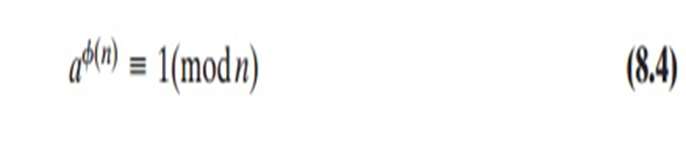 a^{ϕ(n)} ≡ 1(mod n) (8.4)